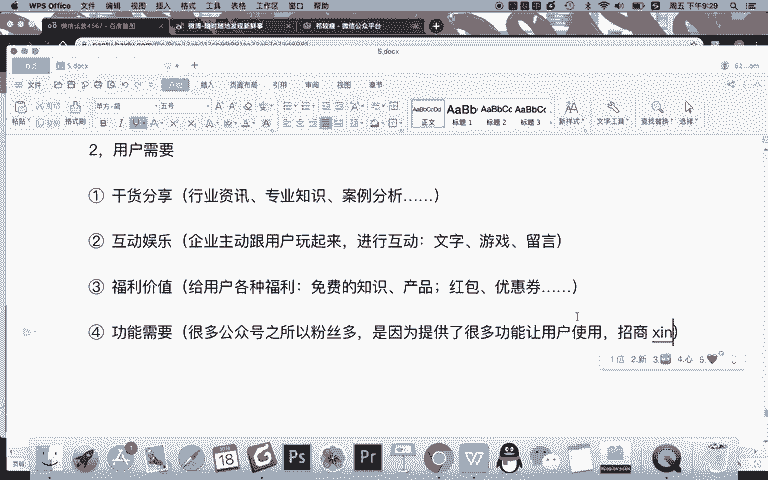 WPS Office 文件 编辑 视图 插入 格式 工具 表格 工作区 窗口 帮助
周五 下午9:29
5.docx
5.docx
文件 插入 页面布局 引用 审阅 视图 章节
粘贴 格式刷 五号 AaBbCcDd AaBb AaBbCc AaBbCc
正文 标题 1 标题 2 标题 3 新样式 文字工具 查找替换 选择
2，用户需要
① 干货分享（行业资讯、专业知识、案例分析……）
② 互动娱乐（企业主动跟用户玩起来，进行互动：文字、游戏、留言）
③ 福利价值（给用户各种福利：免费的知识、产品；红包、优惠券……）
④ 功能需要（很多公众号之所以粉丝多，是因为提供了很多功能让用户使用，招商 xin）
2.新 4.心
18
Ps
Pr